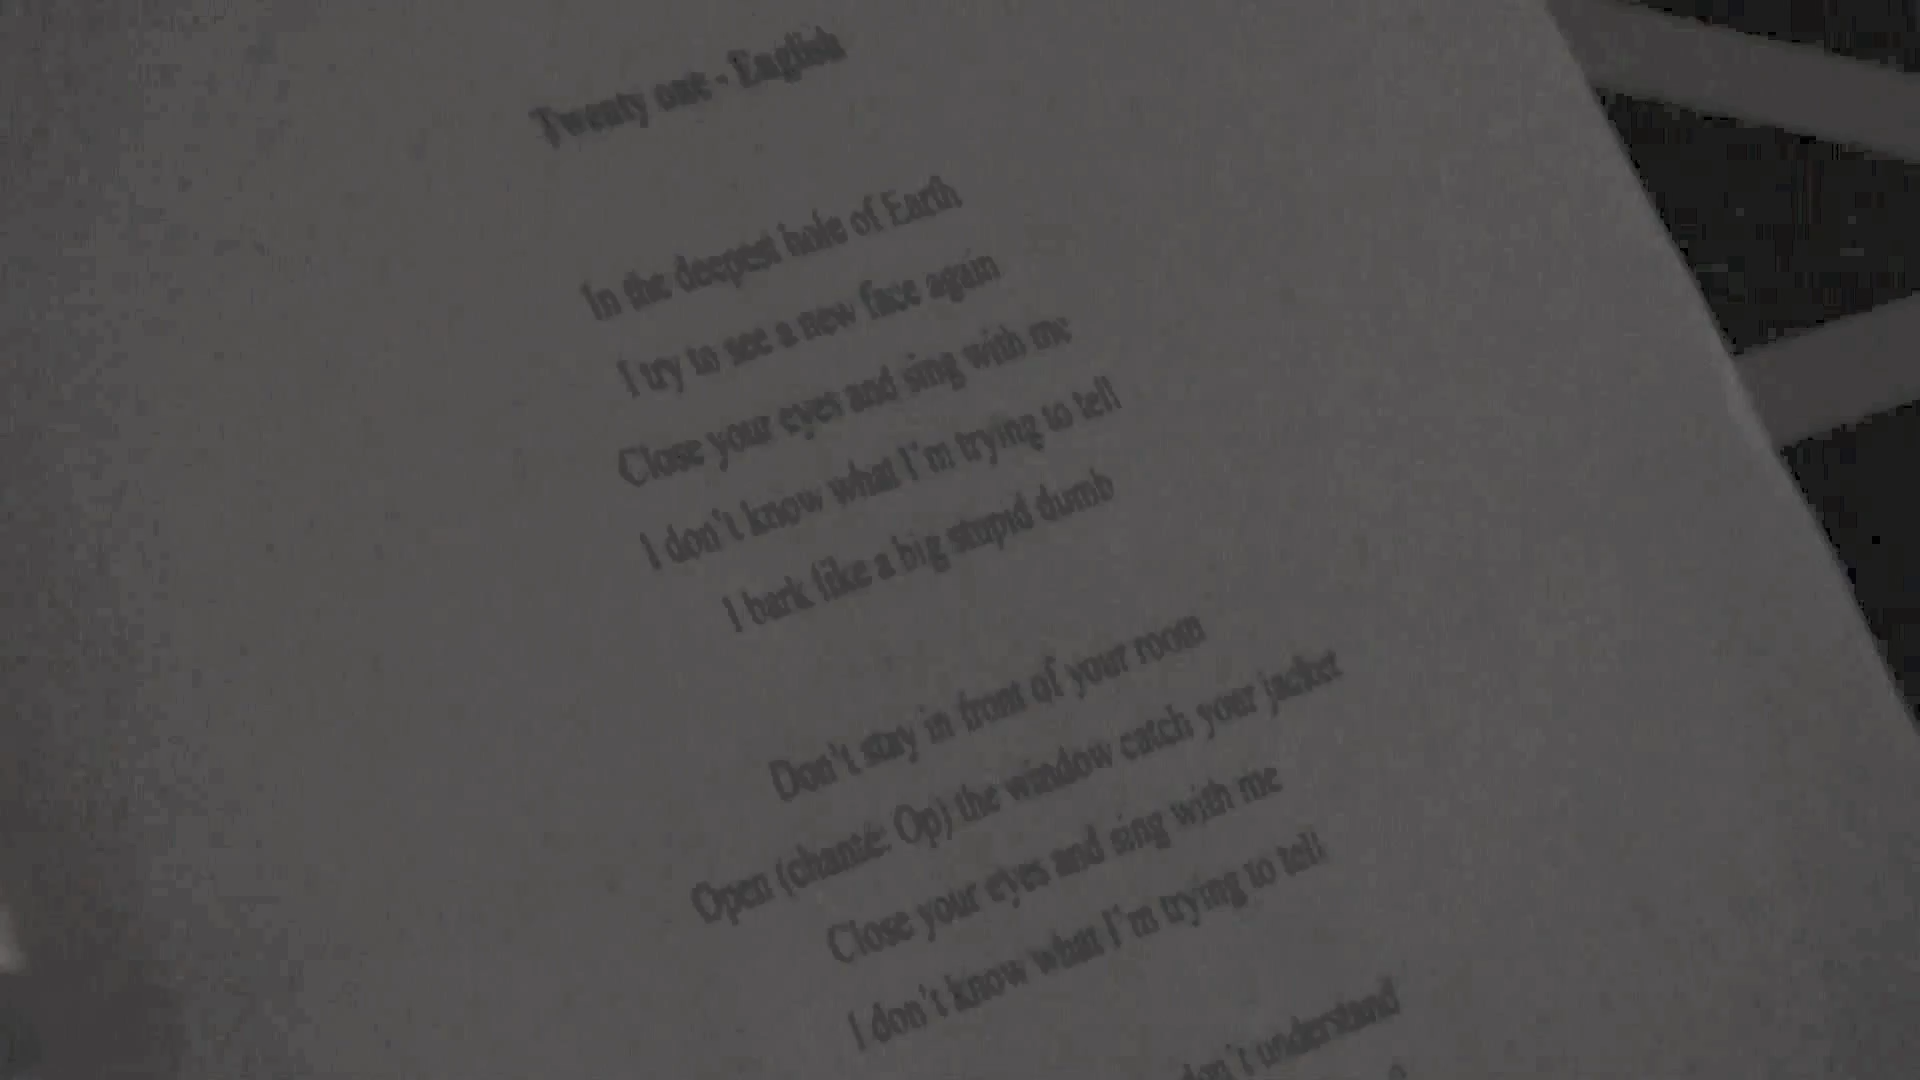 Twenty one - English
In the deepest hole of Earth
I try to see a new face again
Close your eyes and sing with me
I don't know what I'm trying to tell
I bark like a big stupid dumb
Don't stay in front of your room
Open (chanté: Op) the window catch your jacket
Close your eyes and sing with me
I don't know what I'm trying to tell
don't understand